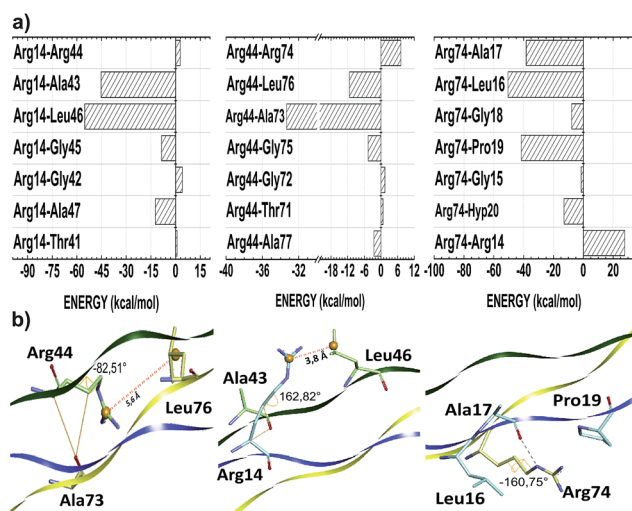 a)
Arg14-Arg44
Arg14-Ala43
Arg14-Leu46
Arg14-Gly45
Arg14-Gly42
Arg14-Ala47
Arg14-Thr41
-90 -75 -60 -45 -30 -15 0 15
ENERGY (kcal/mol)
Arg44-Arg74
Arg44-Leu76
Arg44-Ala73
Arg44-Gly75
Arg44-Gly72
Arg44-Thr71
Arg44-Ala77
-40 -36 -32 -18 -12 -6 0 6 12
ENERGY (kcal/mol)
Arg74-Ala17
Arg74-Leu16
Arg74-Gly18
Arg74-Pro19
Arg74-Gly15
Arg74-Hyp20
Arg74-Arg14
-100 -80 -60 -40 -20 0 20
ENERGY (kcal/mol)
b)
Arg44
-82,51°
5,6 Å
Leu76
Ala73
3,8 Å
Leu46
Ala43
162,82°
Arg14
Ala17
Pro19
Leu16
-160,75°
Arg74